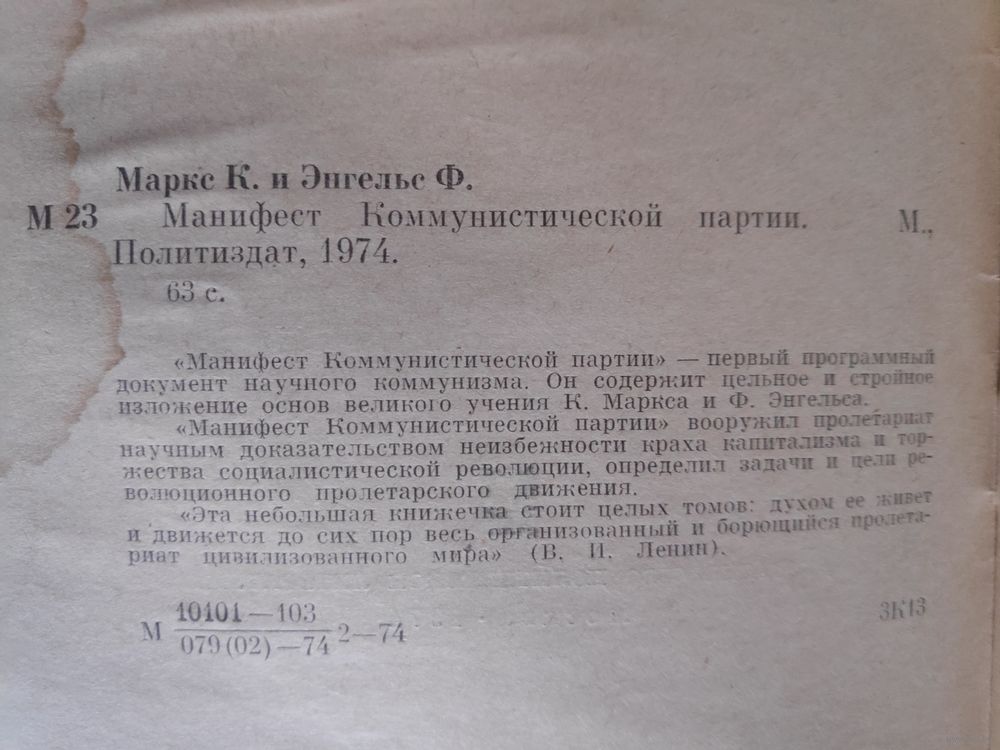 Маркс К. и Энгельс Ф.
М 23 Манифест Коммунистической партии. М.,
Политиздат, 1974.
63 с.
«Манифест Коммунистической партии» — первый программный
документ научного коммунизма. Он содержит цельное и стройное
изложение основ великого учения К. Маркса и Ф. Энгельса.
«Манифест Коммунистической партии» вооружил пролетариат
научным доказательством неизбежности краха капитализма и тор-
жества социалистической революции, определил задачи и цели ре-
волюционного пролетарского движения.
«Эта небольшая книжечка стоит целых томов: духом ее живет
и движется до сих пор весь организованный и борющийся пролета-
риат цивилизованного мира» (В. И. Ленин).
М 10101—103
079(02)—74 2—74
3К13